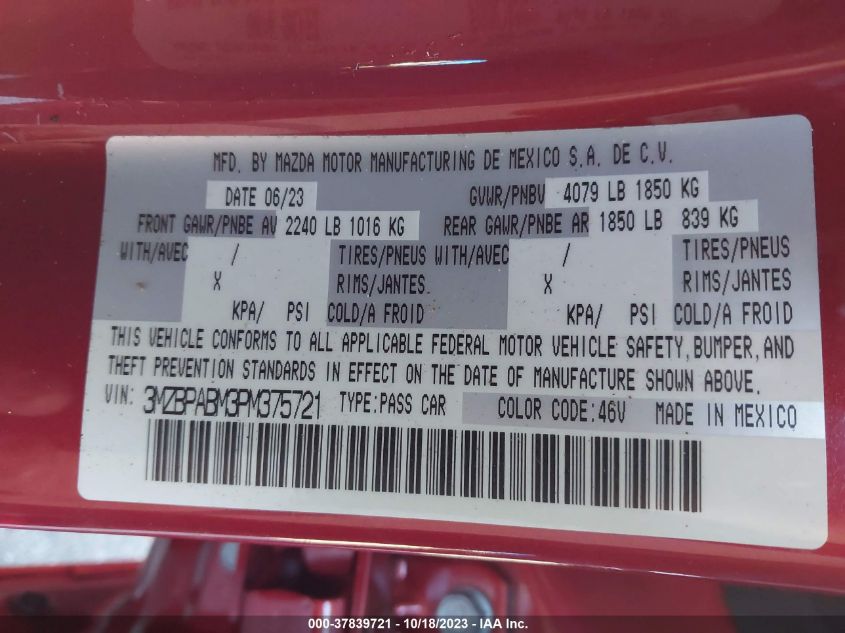 MFD. BY MAZDA MOTOR MANUFACTURING DE MEXICO S.A. DE C.V.
DATE 06/23 GVWR/PNBV 4079 LB 1850 KG
FRONT GAWR/PNBE AV 2240 LB 1016 KG REAR GAWR/PNBE AR 1850 LB 839 KG
WITH/AVEC / TIRES/PNEUS WITH/AVEC / TIRES/PNEUS
X RIMS/JANTES X RIMS/JANTES
KPA/ PSI COLD/A FROID KPA/ PSI COLD/A FROID
THIS VEHICLE CONFORMS TO ALL APPLICABLE FEDERAL MOTOR VEHICLE SAFETY, BUMPER, AND
THEFT PREVENTION STANDARDS IN EFFECT ON THE DATE OF MANUFACTURE SHOWN ABOVE.
VIN: 3MZBPABM3PM375721 TYPE:PASS CAR COLOR CODE:46V MADE IN MEXICO
000-37839721 - 10/18/2023 - IAA Inc.